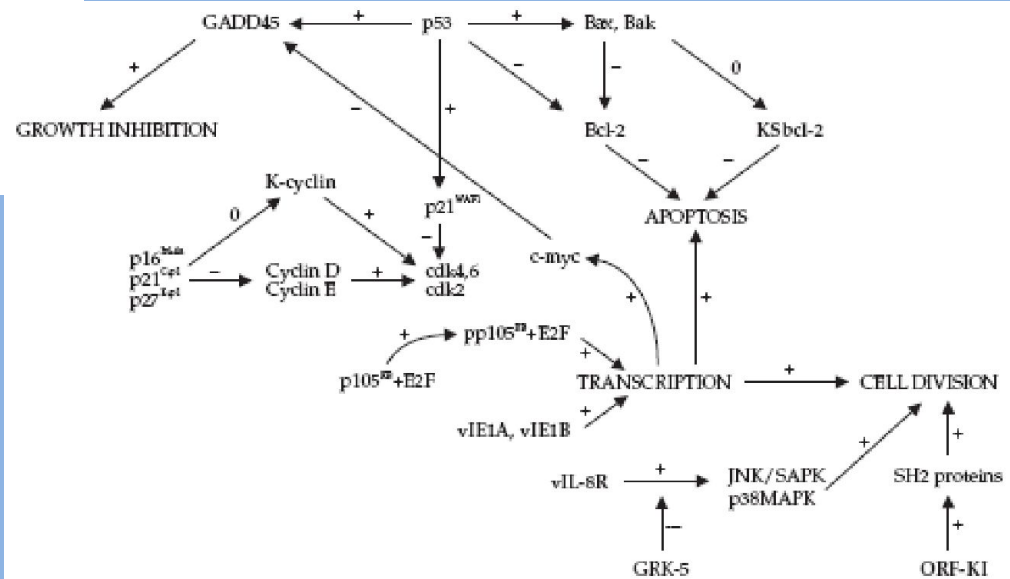 GADD45 + p53 + Bax, Bak
+ - - 0
- +
GROWTH INHIBITION Bcl-2 KSbcl-2
- -
K-cyclin
0 + p21 APOPTOSIS
-
p16 c-myc
p21 - Cyclin D + cdk4,6
p27 Cyclin E cdk2
+ +
+ pp105 +E2F
+
p105 +E2F TRANSCRIPTION + CELL DIVISION
+
vIE1A, vIE1B
+ +
vIL-8R + JNK/SAPK SH2 proteins
p38MAPK
- +
GRK-5 ORF-KI